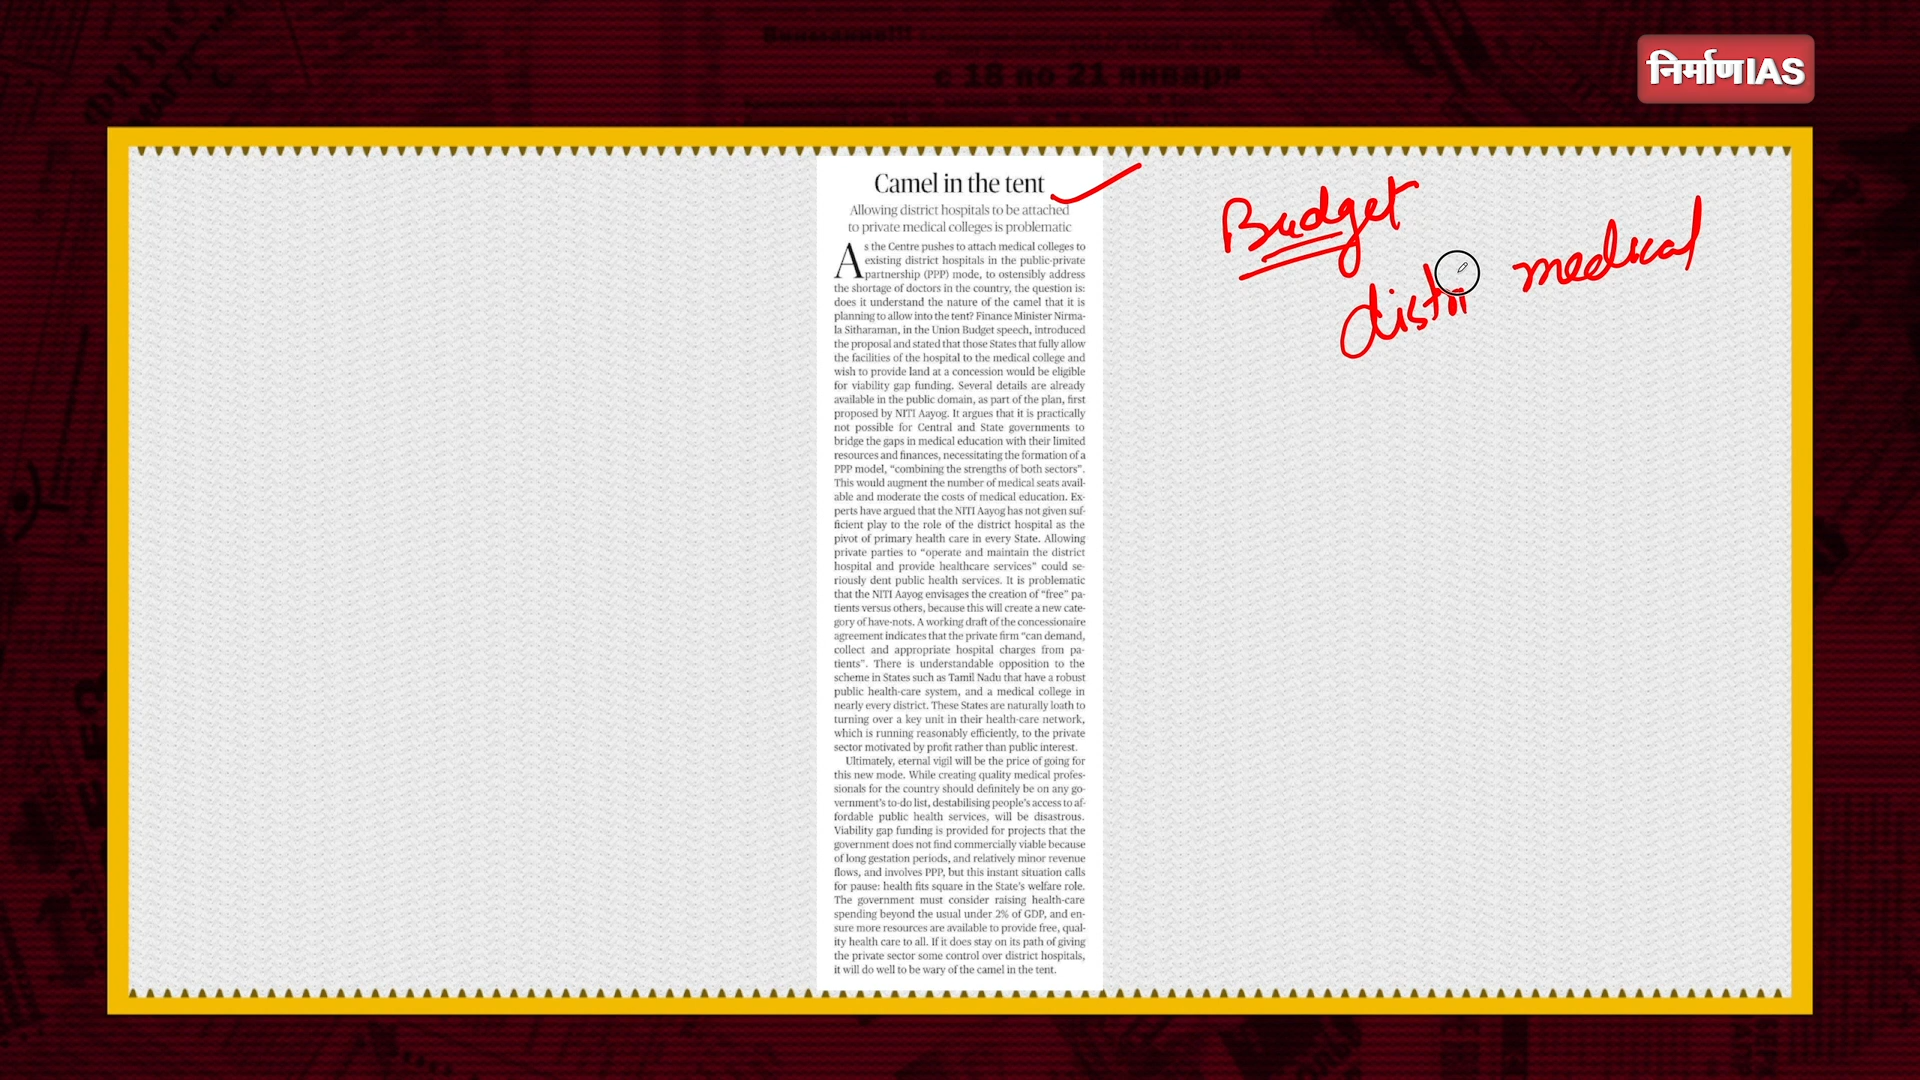 с 18 по 21 января
निर्माण IAS
Camel in the tent
Allowing district hospitals to be attached
to private medical colleges is problematic
As the Centre pushes to attach medical colleges to
existing district hospitals in the public-private
partnership (PPP) mode, to ostensibly address
the shortage of doctors in the country, the question is:
does it understand the nature of the camel that it is
planning to allow into the tent? Finance Minister Nirma-
la Sitharaman, in the Union Budget speech, introduced
the proposal and stated that those States that fully allow
the facilities of the hospital to the medical college and
wish to provide land at a concession would be eligible
for viability gap funding. Several details are already
available in the public domain, as part of the plan, first
proposed by NITI Aayog. It argues that it is practically
not possible for Central and State governments to
bridge the gaps in medical education with their limited
resources and finances, necessitating the formation of a
PPP model, “combining the strengths of both sectors”.
This would augment the number of medical seats avail-
able and moderate the costs of medical education. Ex-
perts have argued that the NITI Aayog has not given suf-
ficient play to the role of the district hospital as the
pivot of primary health care in every State. Allowing
private parties to “operate and maintain the district
hospital and provide healthcare services” could se-
riously dent public health services. It is problematic
that the NITI Aayog envisages the creation of “free” pa-
tients versus others, because this will create a new cate-
gory of have-nots. A working draft of the concessionaire
agreement indicates that the private firm “can demand,
collect and appropriate hospital charges from pa-
tients”. There is understandable opposition to the
scheme in States such as Tamil Nadu that have a robust
public health-care system, and a medical college in
nearly every district. These States are naturally loath to
turning over a key unit in their health-care network,
which is running reasonably efficiently, to the private
sector motivated by profit rather than public interest.
Ultimately, eternal vigil will be the price of going for
this new mode. While creating quality medical profes-
sionals for the country should definitely be on any go-
vernment’s to-do list, destabilising people’s access to af-
fordable public health services, will be disastrous.
Viability gap funding is provided for projects that the
government does not find commercially viable because
of long gestation periods, and relatively minor revenue
flows, and involves PPP, but this instant situation calls
for pause: health fits square in the State’s welfare role.
The government must consider raising health-care
spending beyond the usual under 2% of GDP, and en-
sure more resources are available to provide free, qual-
ity health care to all. If it does stay on its path of giving
the private sector some control over district hospitals,
it will do well to be wary of the camel in the tent.
Budget
medical
distri